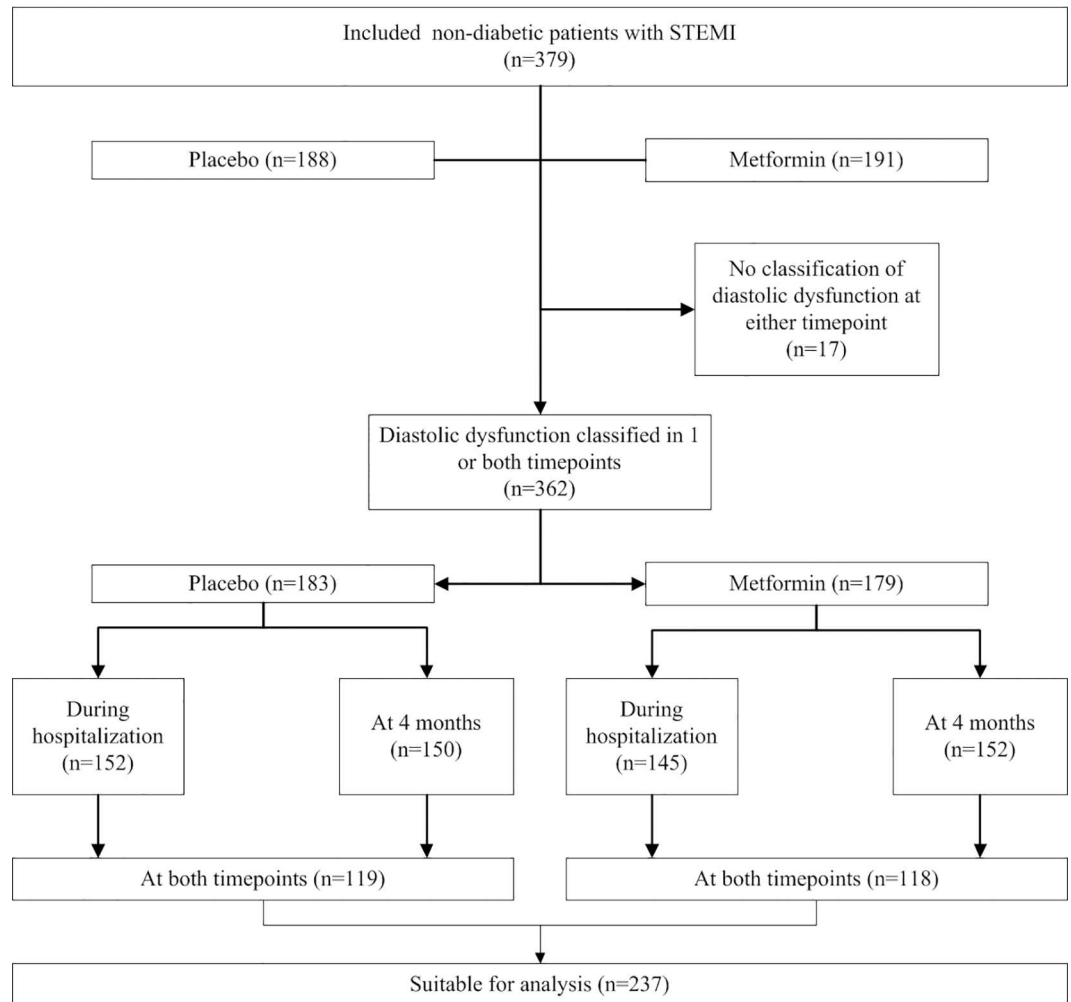 Included non-diabetic patients with STEMI
(n=379)
Placebo (n=188)
Metformin (n=191)
No classification of
diastolic dysfunction at
either timepoint
(n=17)
Diastolic dysfunction classified in 1
or both timepoints
(n=362)
Placebo (n=183)
Metformin (n=179)
During
hospitalization
(n=152)
At 4 months
(n=150)
During
hospitalization
(n=145)
At 4 months
(n=152)
At both timepoints (n=119)
At both timepoints (n=118)
Suitable for analysis (n=237)